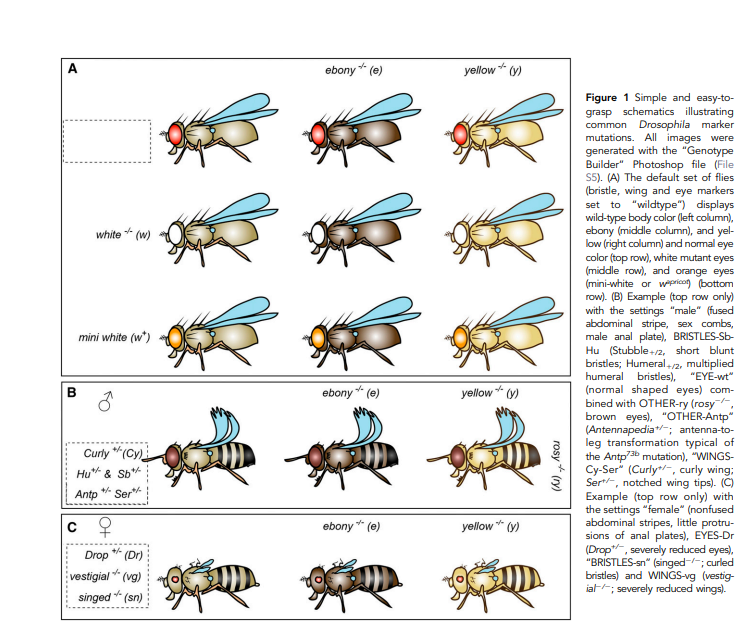 A
ebony -/- (e)
yellow -/- (y)
white -/- (w)
mini white (w+)
B
♂
ebony -/- (e)
yellow -/- (y)
Curly +/- (Cy)
Hu+/- & Sb+/-
Antp +/- Ser+/-
rosy -/- (ry)
C
♀
ebony -/- (e)
yellow -/- (y)
Drop +/- (Dr)
vestigial -/- (vg)
singed -/- (sn)
Figure 1 Simple and easy-to-
grasp schematics illustrating
common Drosophila marker
mutations. All images were
generated with the “Genotype
Builder” Photoshop file (File
S5). (A) The default set of flies
(bristle, wing and eye markers
set to “wildtype”) displays
wild-type body color (left column),
ebony (middle column), and yel-
low (right column) and normal eye
color (top row), white mutant eyes
(middle row), and orange eyes
(mini-white or wapricot) (bottom
row). (B) Example (top row only)
with the settings “male” (fused
abdominal stripe, sex combs,
male anal plate), BRISTLES-Sb-
Hu (Stubble+/2, short blunt
bristles; Humeral+/2, multiplied
humeral bristles), “EYE-wt”
(normal shaped eyes) com-
bined with OTHER-ry (rosy−/−,
brown eyes), “OTHER-Antp”
(Antennapedia+/−; antenna-to-
leg transformation typical of
the Antp73b mutation), “WINGS-
Cy-Ser” (Curly+/−, curly wing;
Ser+/−, notched wing tips). (C)
Example (top row only) with
the settings “female” (nonfused
abdominal stripes, little protru-
sions of anal plates), EYES-Dr
(Drop+/−, severely reduced eyes),
“BRISTLES-sn” (singed−/−; curled
bristles) and WINGS-vg (vestig-
ial−/−; severely reduced wings).